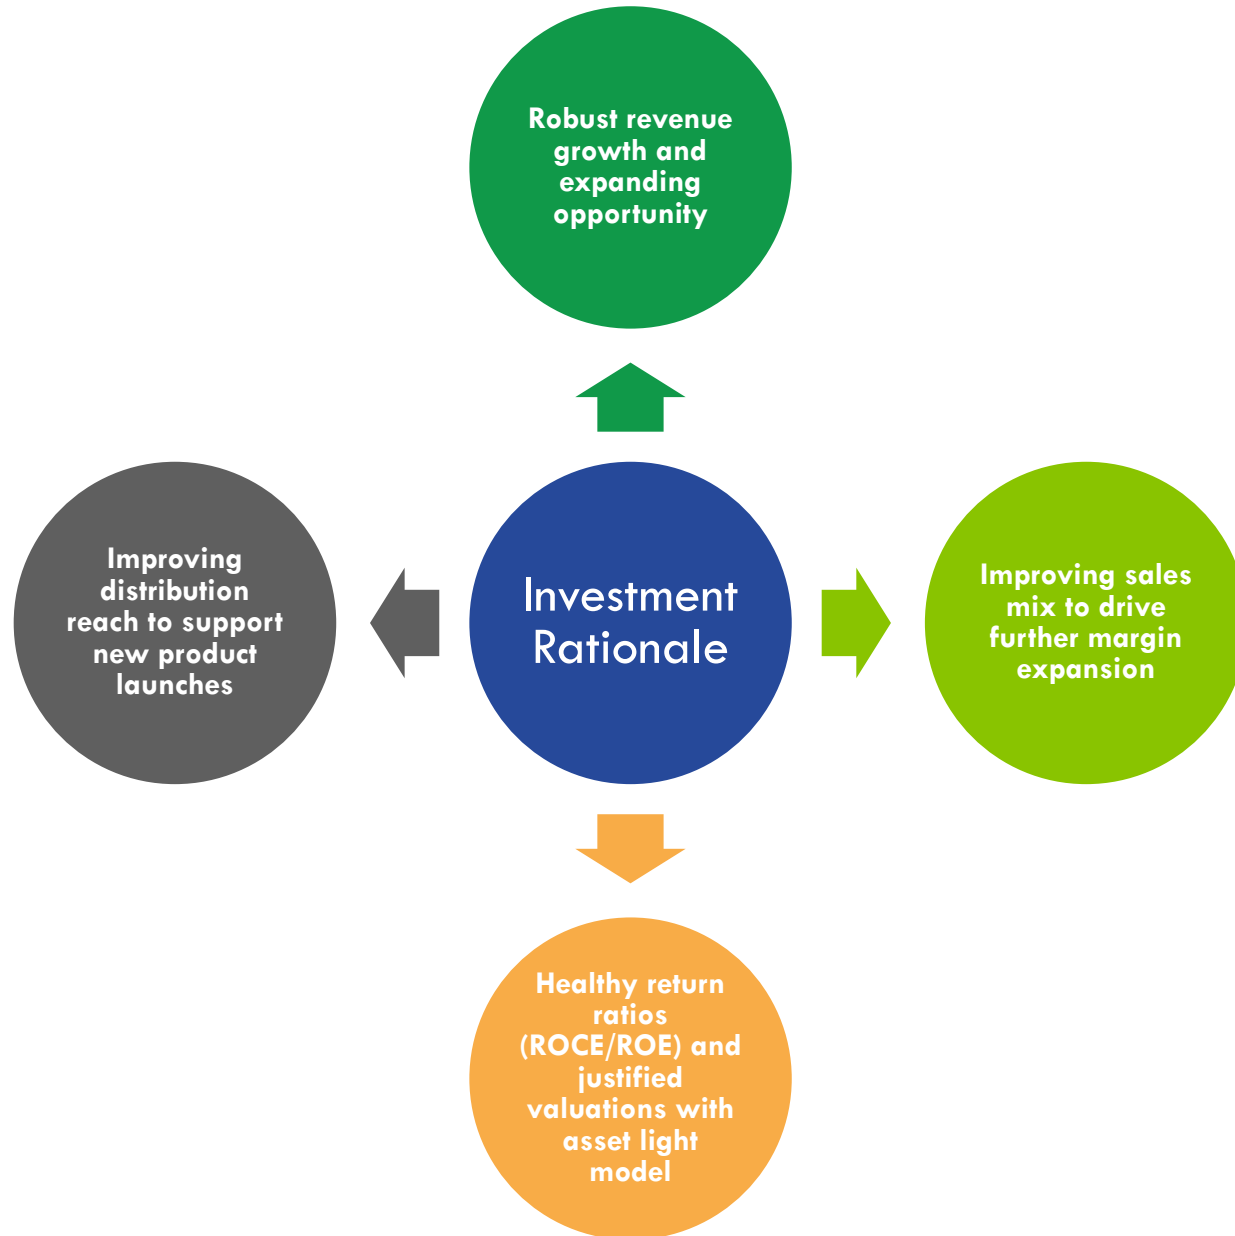 Robust revenue
growth and
expanding
opportunity
Improving
distribution
reach to support
new product
launches
Investment
Rationale
Improving sales
mix to drive
further margin
expansion
Healthy return
ratios
(ROCE/ROE) and
justified
valuations with
asset light
model